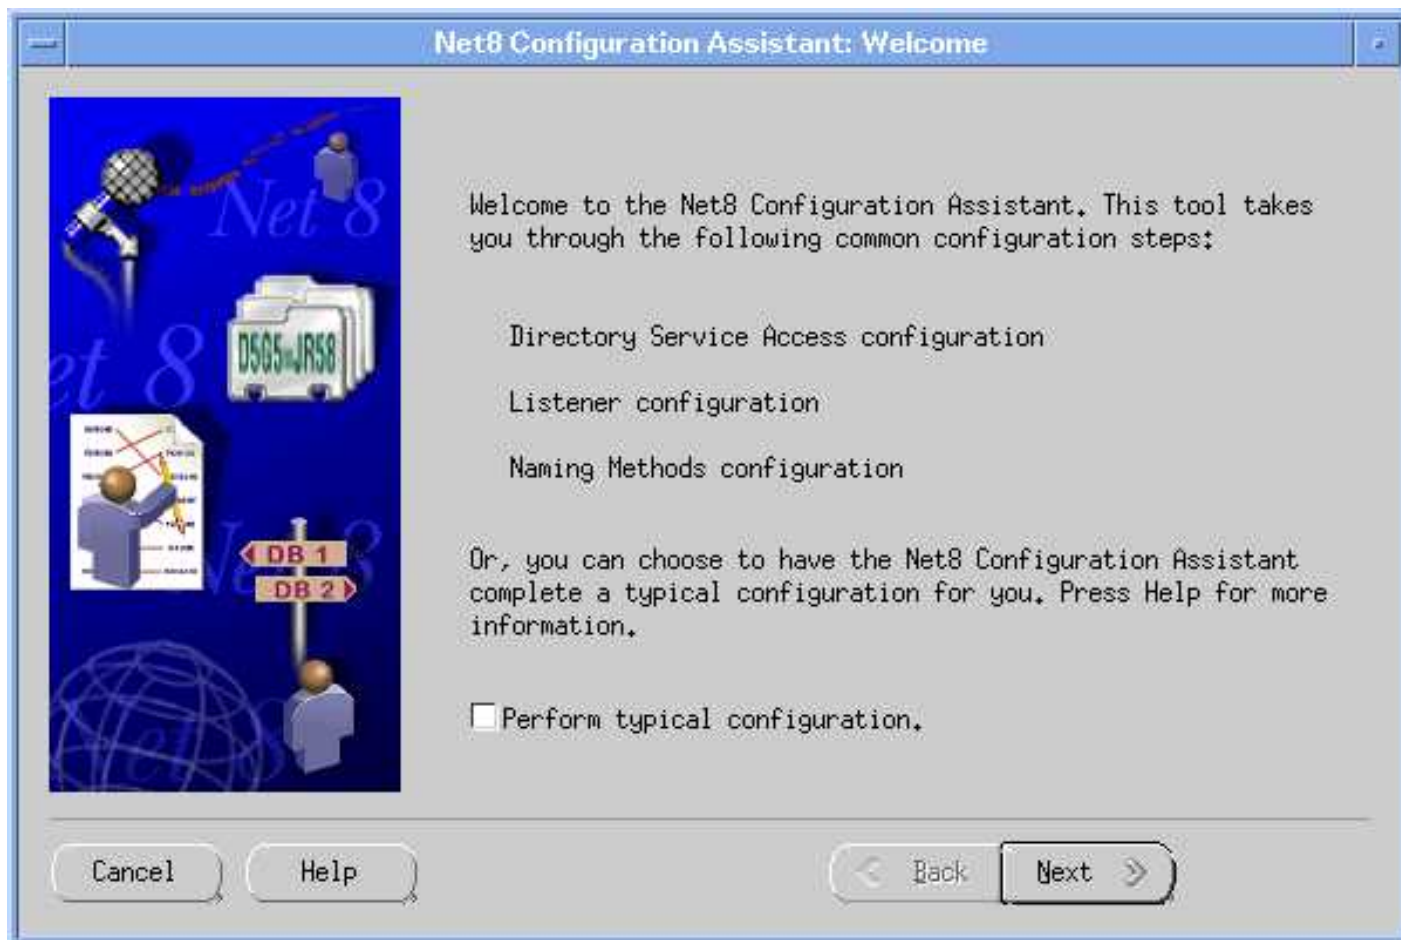 Net8 Configuration Assistant: Welcome
Net 8
Welcome to the Net8 Configuration Assistant. This tool takes
you through the following common configuration steps:
Directory Service Access configuration
Listener configuration
Naming Methods configuration
Or, you can choose to have the Net8 Configuration Assistant
complete a typical configuration for you. Press Help for more
information.
Perform typical configuration.
et 8
DB 1
DB 2
Cancel
Help
Back
Next